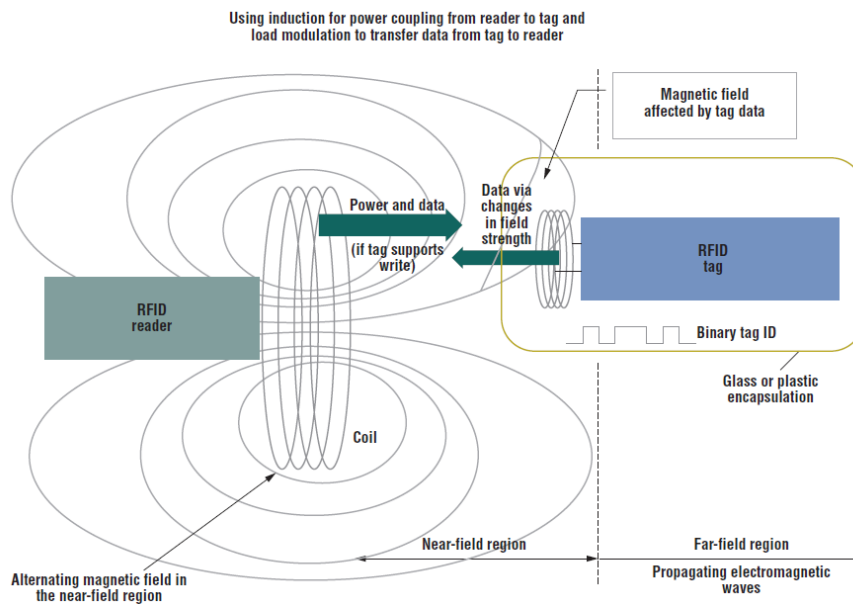 Using induction for power coupling from reader to tag and
load modulation to transfer data from tag to reader
Magnetic field
affected by tag data
Power and data
(if tag supports
write)
Data via
changes
in field
strength
RFID
tag
RFID
reader
Binary tag ID
Glass or plastic
encapsulation
Coil
Near-field region
Far-field region
Propagating electromagnetic
waves
Alternating magnetic field in
the near-field region